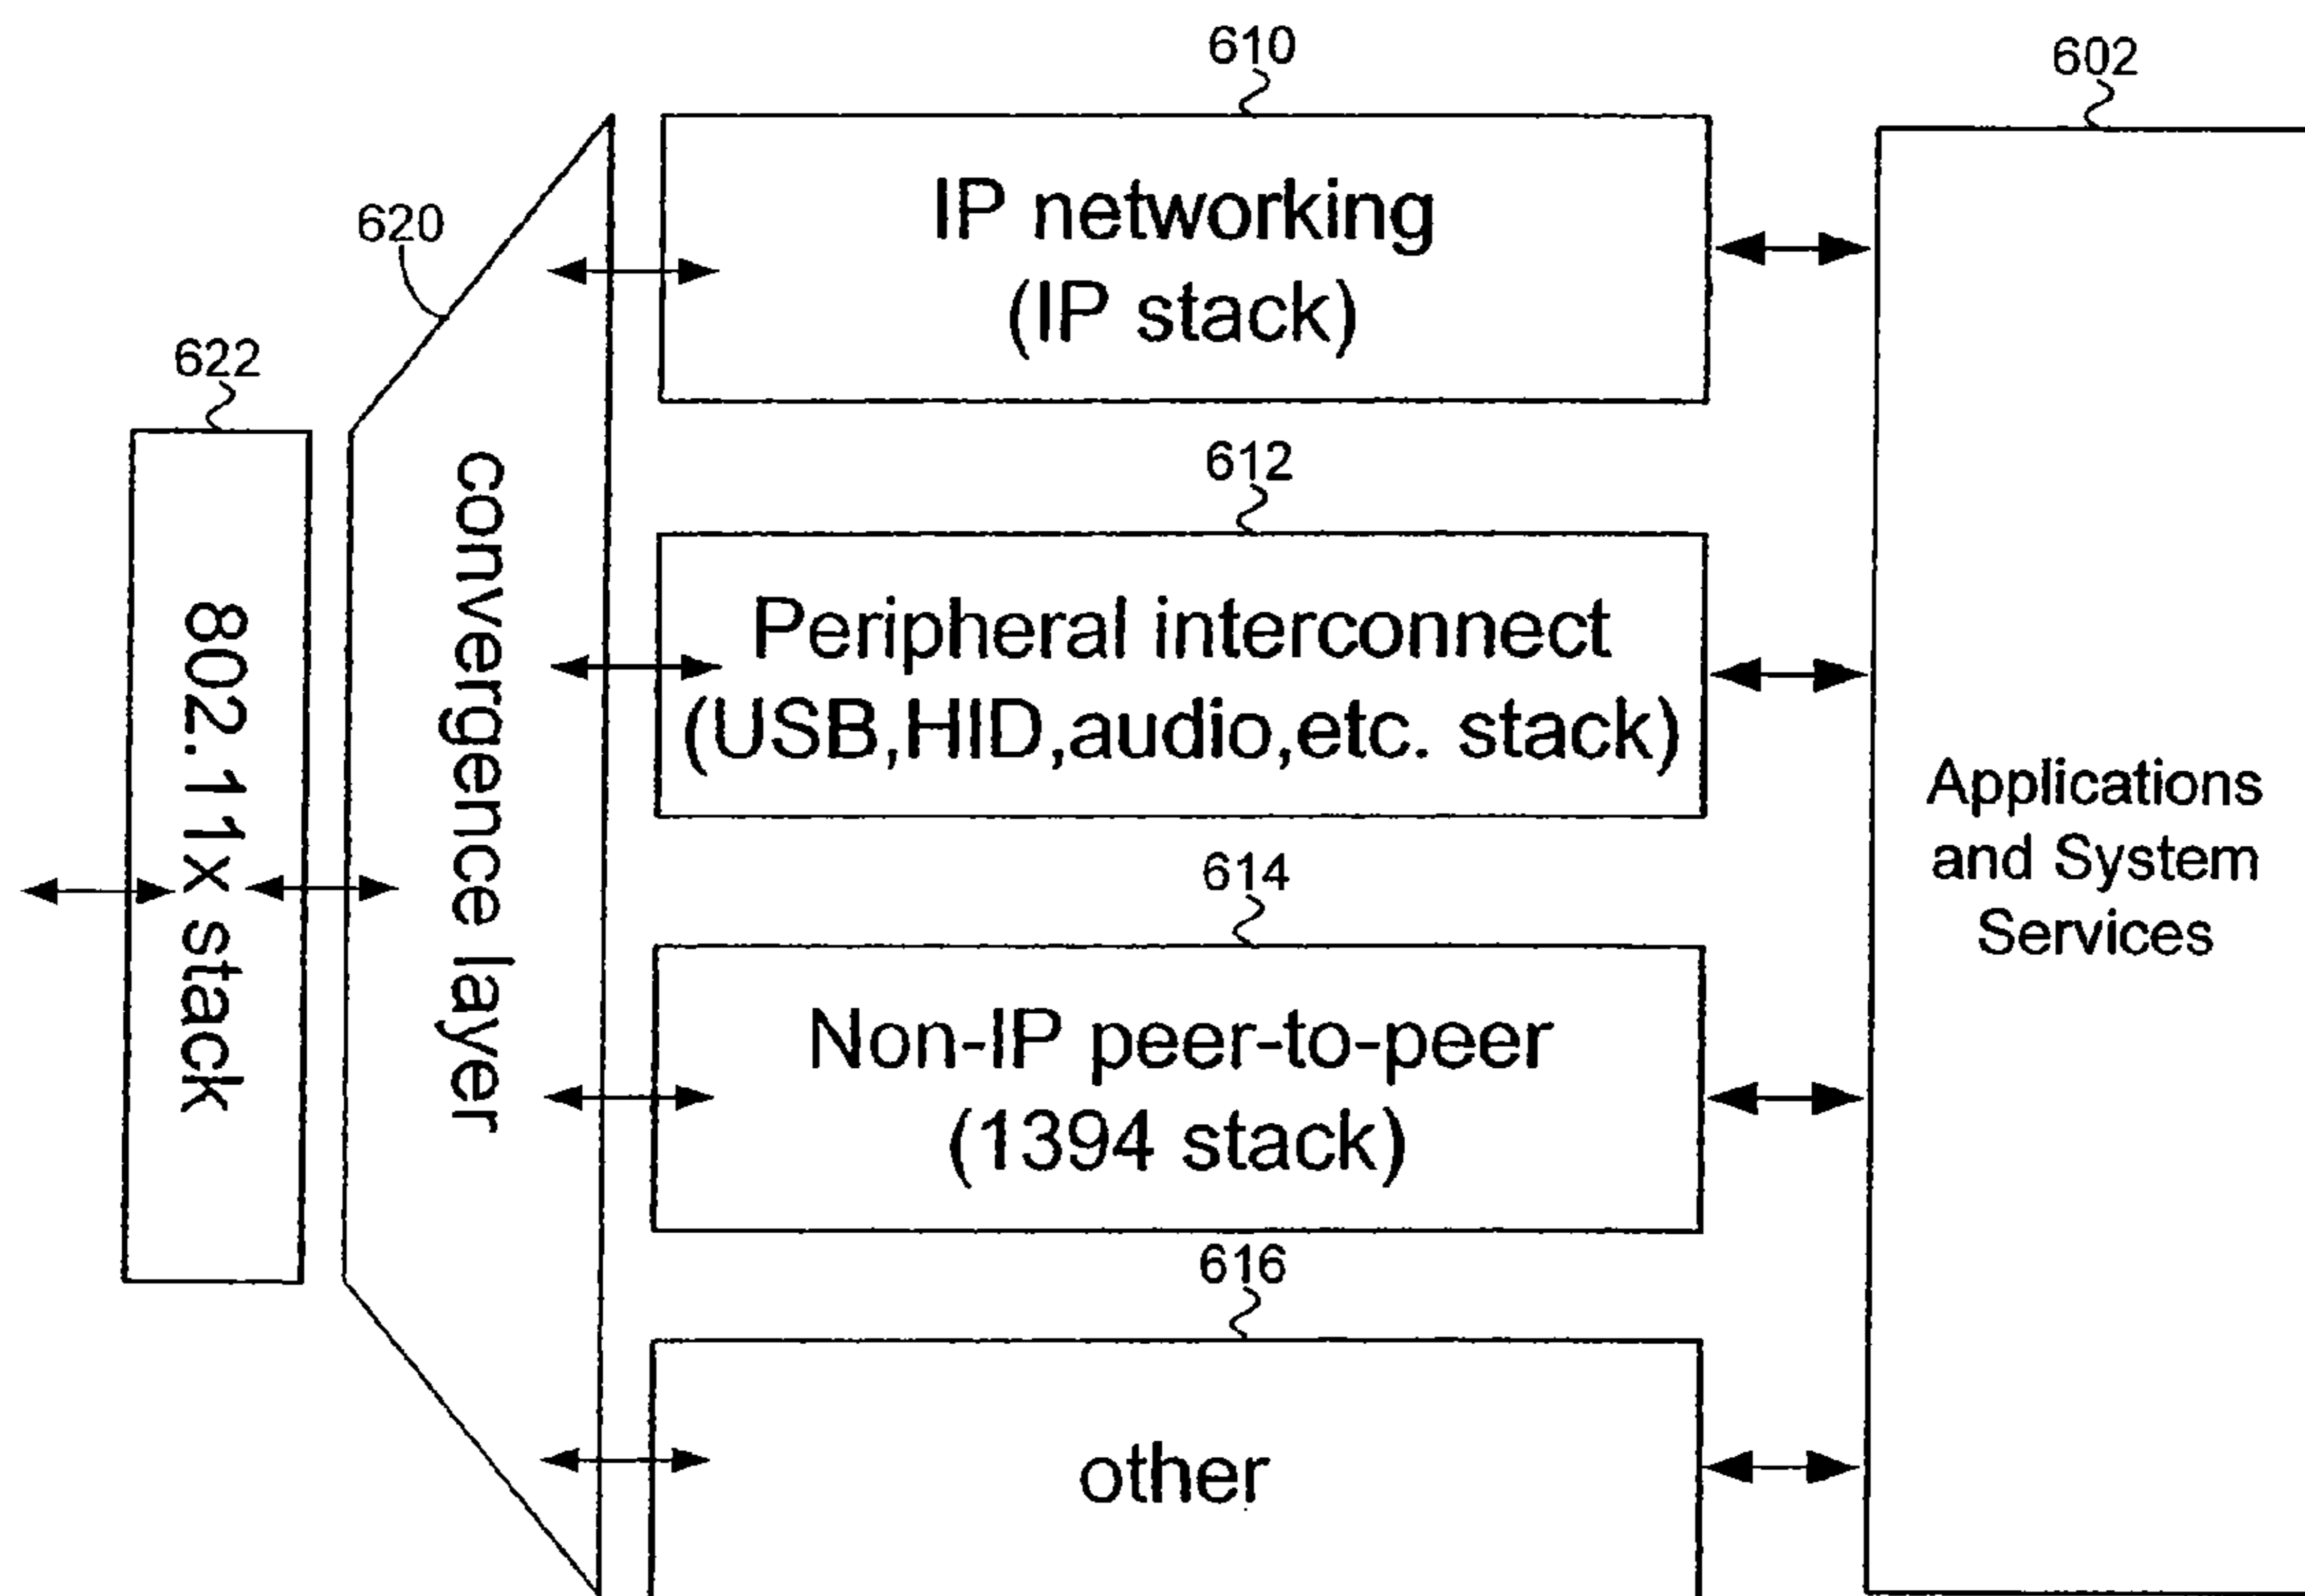 610
602
IP networking
(IP stack)
620
622
612
Peripheral interconnect
(USB,HID,audio,etc. stack)
convergence layer
802.11x stack
Applications
and System
Services
614
Non-IP peer-to-peer
(1394 stack)
616
other